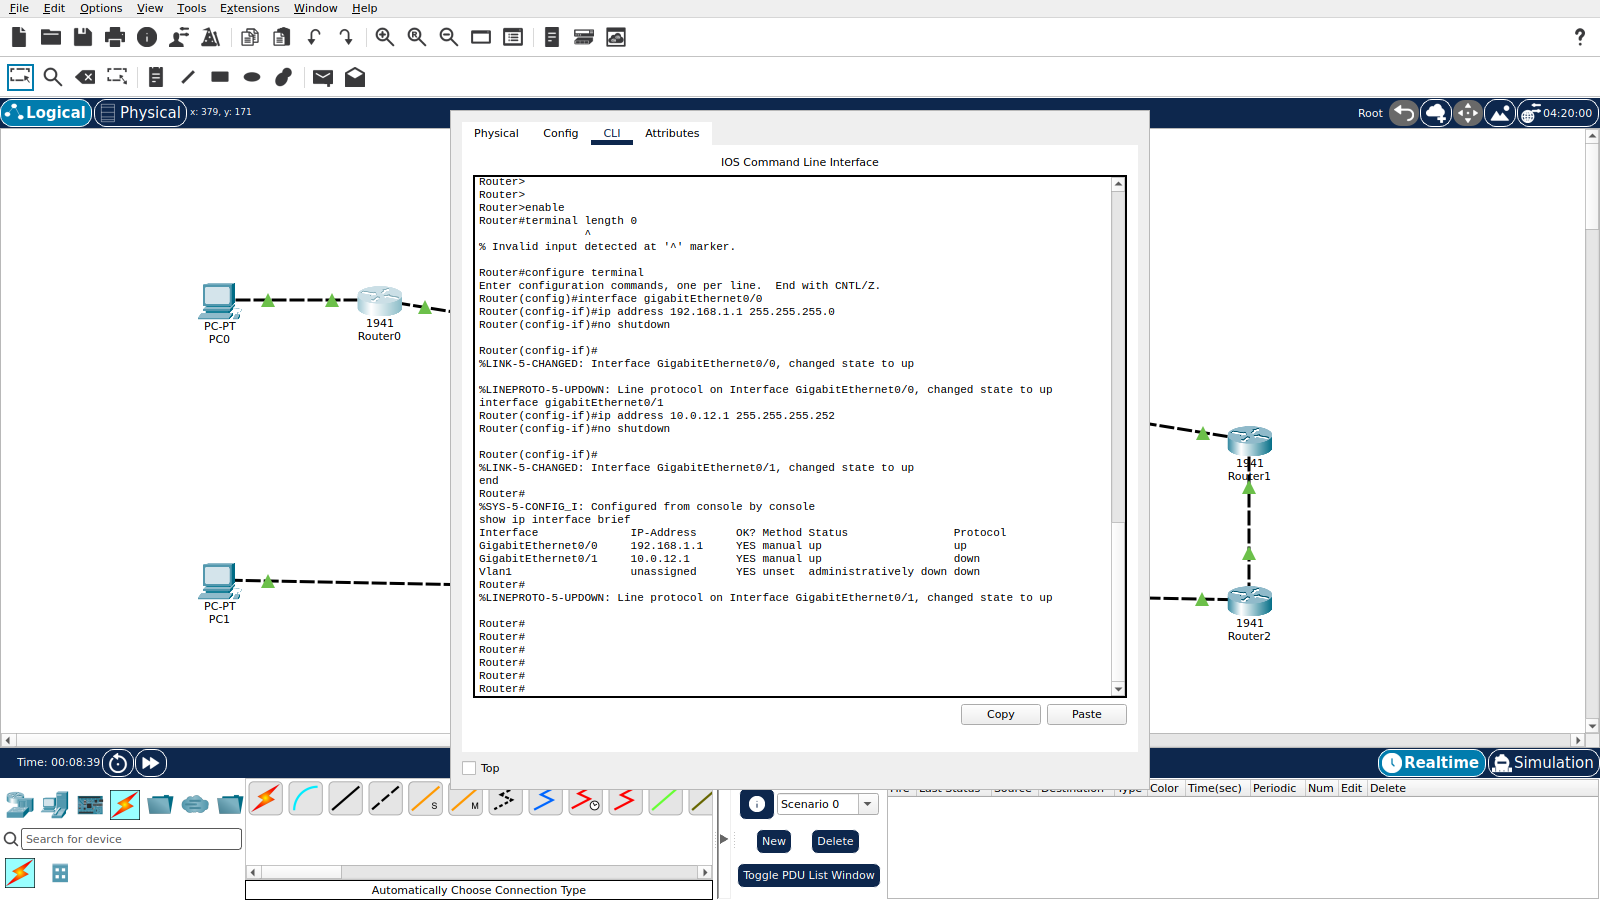 File Edit Options View Tools Extensions Window Help
Logical Physical x: 379, y: 171 Root 04:20:00
Physical Config CLI Attributes
IOS Command Line Interface
Router>
Router>
Router>enable
Router#terminal length 0
^
% Invalid input detected at '^' marker.
Router#configure terminal
Enter configuration commands, one per line.  End with CNTL/Z.
Router(config)#interface gigabitEthernet0/0
Router(config-if)#ip address 192.168.1.1 255.255.255.0
Router(config-if)#no shutdown
Router(config-if)#
%LINK-5-CHANGED: Interface GigabitEthernet0/0, changed state to up
%LINEPROTO-5-UPDOWN: Line protocol on Interface GigabitEthernet0/0, changed state to up
interface gigabitEthernet0/1
Router(config-if)#ip address 10.0.12.1 255.255.255.252
Router(config-if)#no shutdown
Router(config-if)#
%LINK-5-CHANGED: Interface GigabitEthernet0/1, changed state to up
end
Router#
%SYS-5-CONFIG_I: Configured from console by console
show ip interface brief
Interface IP-Address OK? Method Status Protocol
GigabitEthernet0/0 192.168.1.1 YES manual up up
GigabitEthernet0/1 10.0.12.1 YES manual up down
Vlan1 unassigned YES unset administratively down down
Router#
%LINEPROTO-5-UPDOWN: Line protocol on Interface GigabitEthernet0/1, changed state to up
Router#
Router#
Router#
Router#
Router#
Router#
Copy Paste
Top
PC-PT
PC0
1941
Router0
PC-PT
PC1
1941
Router1
1941
Router2
Time: 00:08:39 Realtime Simulation
S M
Search for device
Automatically Choose Connection Type
Scenario 0
New Delete
Toggle PDU List Window
Fire Last Status Source Destination Type Color Time(sec) Periodic Num Edit Delete